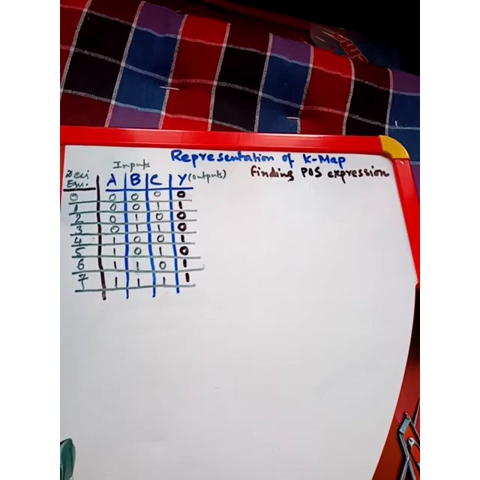 Representation of K-Map
Finding POS expression
Inputs
Deci Equ. A B C Y (outputs)
0 0 0 0 0
1 0 0 1 1
2 0 1 0 0
3 0 1 1 0
4 1 0 0 1
5 1 0 1 0
6 1 1 0 1
7 1 1 1 1